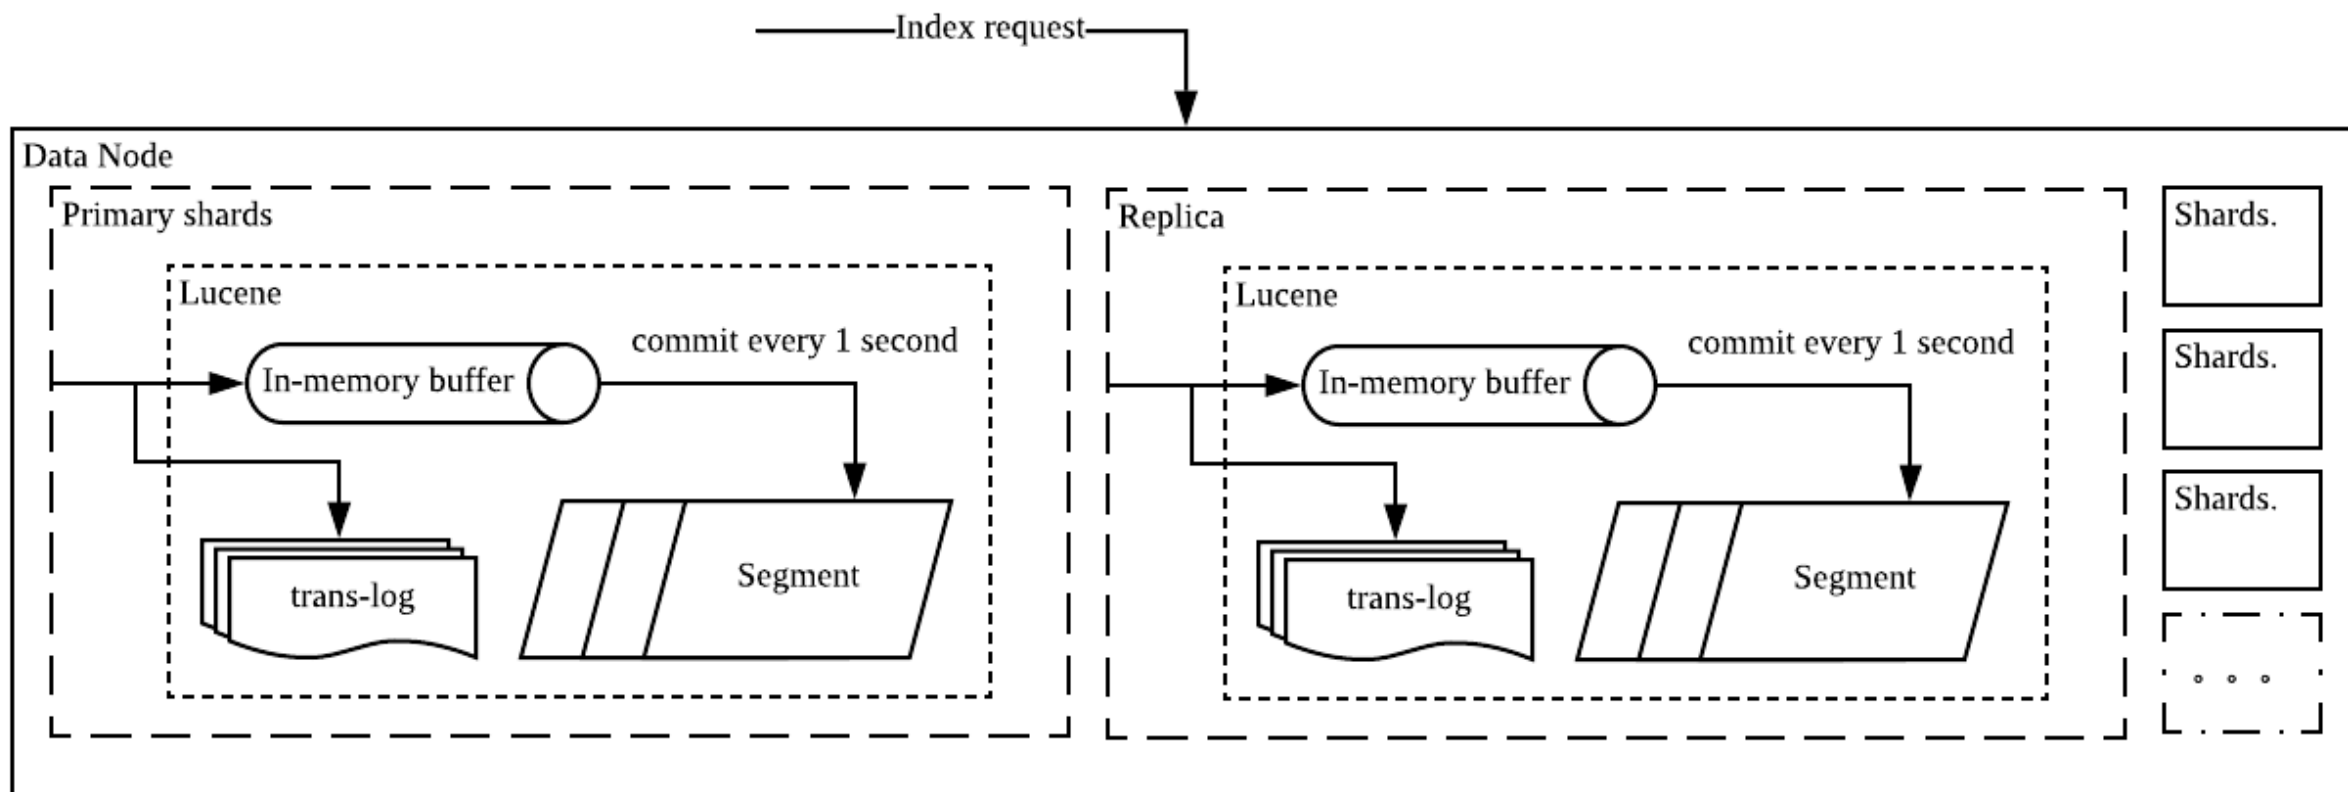 Index request
Data Node
Primary shards
Lucene
commit every 1 second
In-memory buffer
trans-log
Segment
Replica
Lucene
commit every 1 second
In-memory buffer
trans-log
Segment
Shards.
Shards.
Shards.